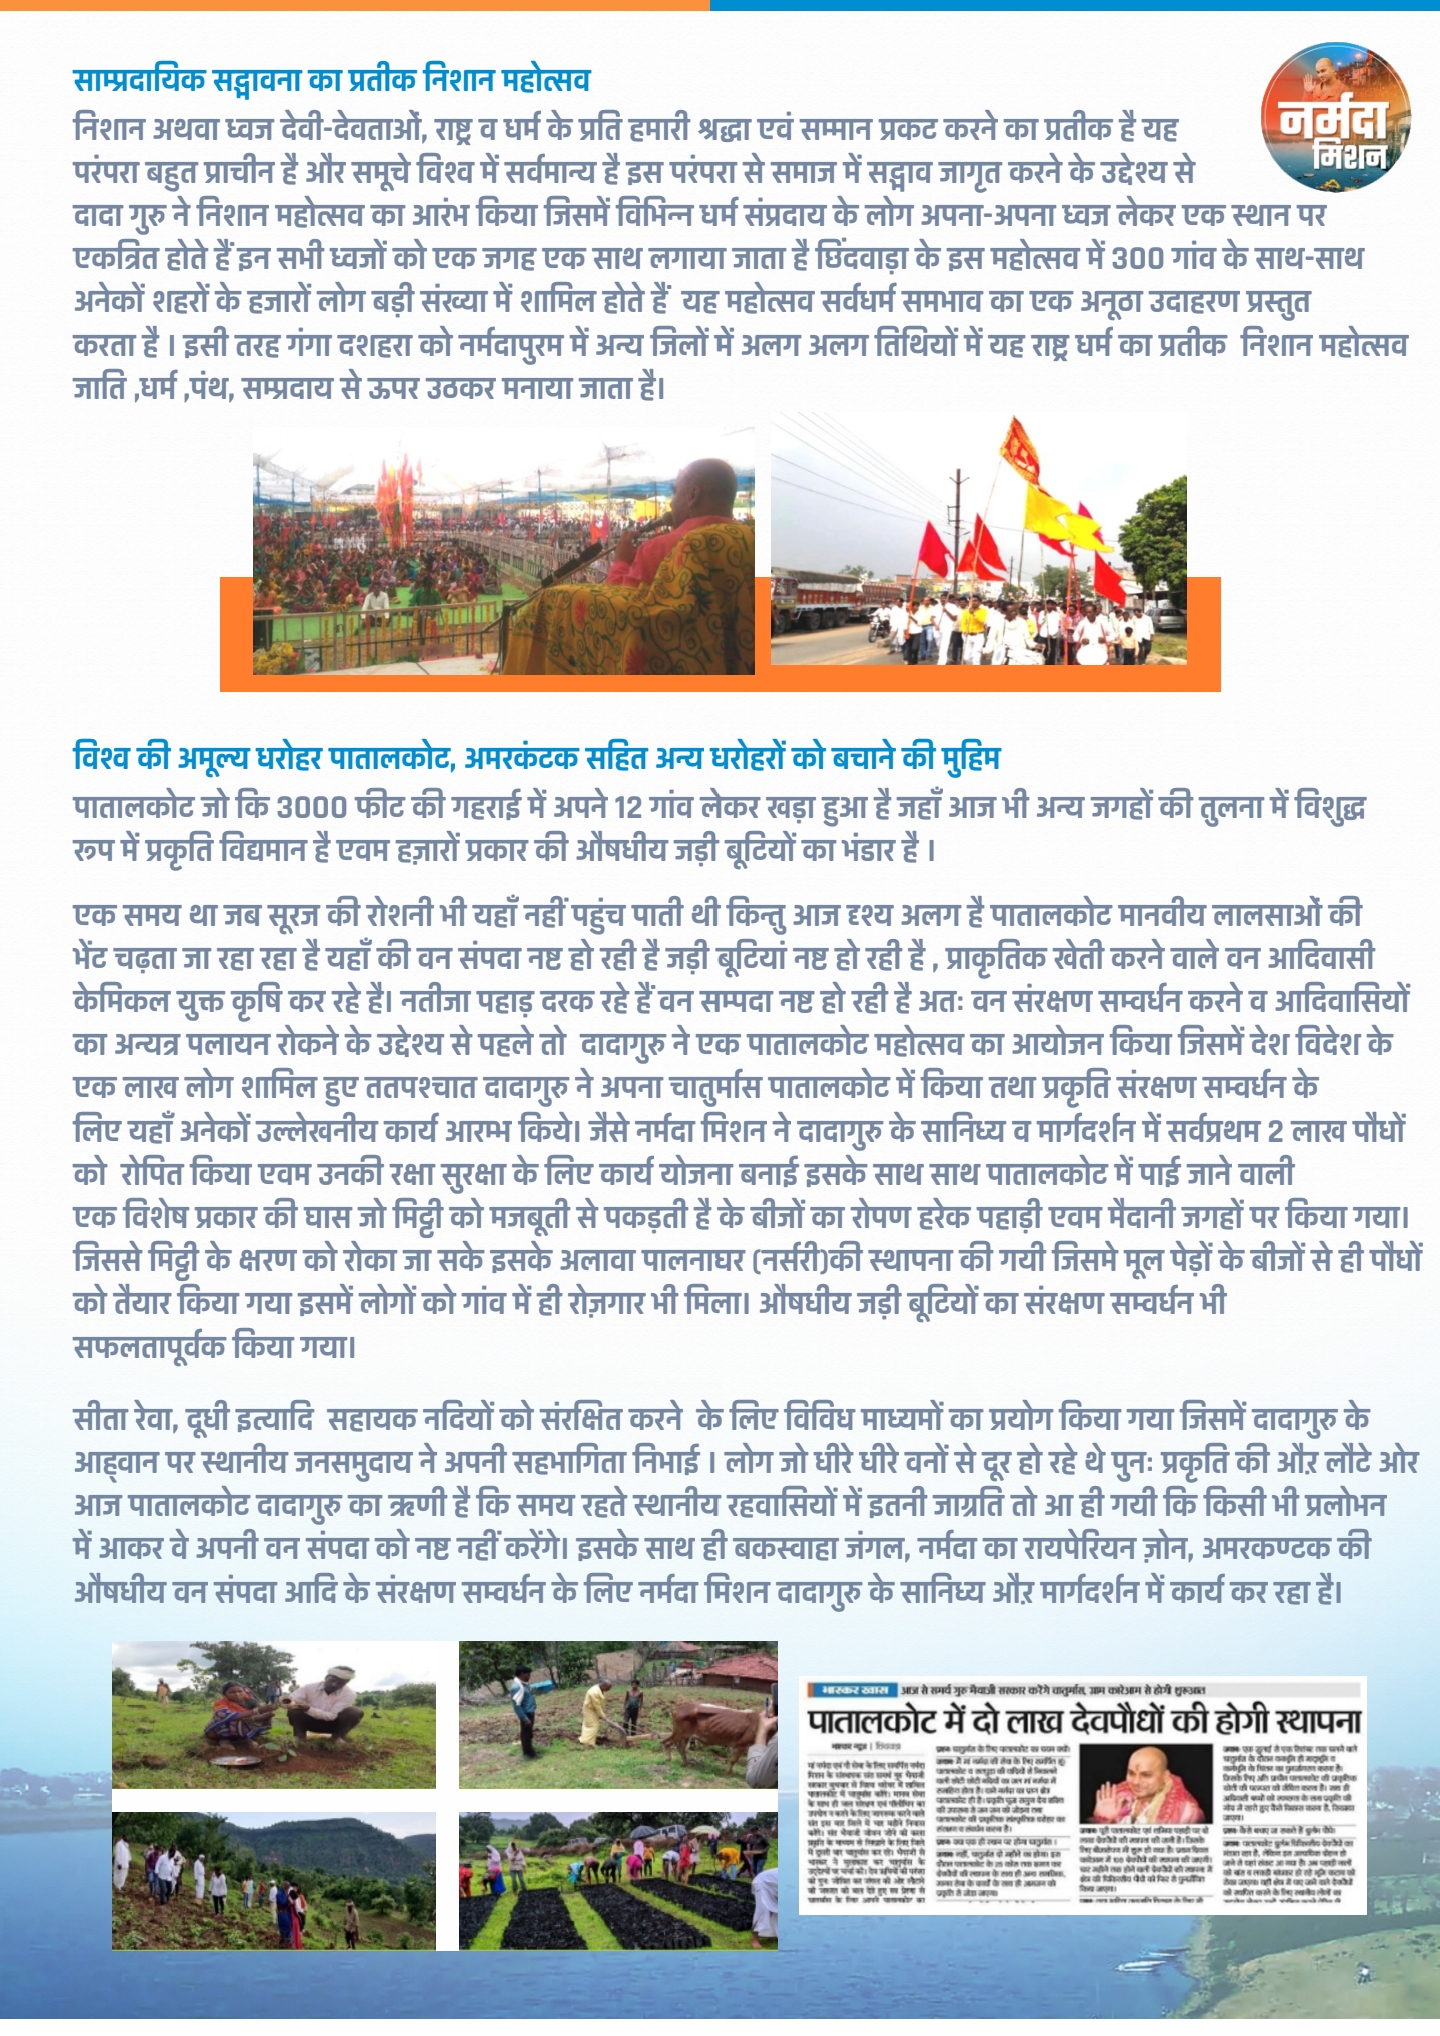 साम्प्रदायिक सद्भावना का प्रतीक निशान महोत्सव
नर्मदा
मिशन
निशान अथवा ध्वज देवी-देवताओं, राष्ट्र व धर्म के प्रति हमारी श्रद्धा एवं सम्मान प्रकट करने का प्रतीक है यह
परंपरा बहुत प्राचीन है और समूचे विश्व में सर्वमान्य है इस परंपरा से समाज में सद्भाव जागृत करने के उद्देश्य से
दादा गुरु ने निशान महोत्सव का आरंभ किया जिसमें विभिन्न धर्म संप्रदाय के लोग अपना-अपना ध्वज लेकर एक स्थान पर
एकत्रित होते हैं इन सभी ध्वजों को एक जगह एक साथ लगाया जाता है छिंदवाड़ा के इस महोत्सव में 300 गांव के साथ-साथ
अनेकों शहरों के हजारों लोग बड़ी संख्या में शामिल होते हैं यह महोत्सव सर्वधर्म समभाव का एक अनूठा उदाहरण प्रस्तुत
करता है । इसी तरह गंगा दशहरा को नर्मदापुरम में अन्य जिलों में अलग अलग तिथियों में यह राष्ट्र धर्म का प्रतीक निशान महोत्सव
जाति ,धर्म ,पंथ, सम्प्रदाय से ऊपर उठकर मनाया जाता है।
विश्व की अमूल्य धरोहर पातालकोट, अमरकंटक सहित अन्य धरोहरों को बचाने की मुहिम
पातालकोट जो कि 3000 फीट की गहराई में अपने 12 गांव लेकर खड़ा हुआ है जहाँ आज भी अन्य जगहों की तुलना में विशुद्ध
रूप में प्रकृति विद्यमान है एवम हज़ारों प्रकार की औषधीय जड़ी बूटियों का भंडार है ।
एक समय था जब सूरज की रोशनी भी यहाँ नहीं पहुंच पाती थी किन्तु आज दृश्य अलग है पातालकोट मानवीय लालसाओं की
भेंट चढ़ता जा रहा रहा है यहाँ की वन संपदा नष्ट हो रही है जड़ी बूटियां नष्ट हो रही है , प्राकृतिक खेती करने वाले वन आदिवासी
केमिकल युक्त कृषि कर रहे है। नतीजा पहाड़ दरक रहे हैं वन सम्पदा नष्ट हो रही है अतः वन संरक्षण सम्वर्धन करने व आदिवासियों
का अन्यत्र पलायन रोकने के उद्देश्य से पहले तो दादागुरु ने एक पातालकोट महोत्सव का आयोजन किया जिसमें देश विदेश के
एक लाख लोग शामिल हुए ततपश्चात दादागुरु ने अपना चातुर्मास पातालकोट में किया तथा प्रकृति संरक्षण सम्वर्धन के
लिए यहाँ अनेकों उल्लेखनीय कार्य आरम्भ किये। जैसे नर्मदा मिशन ने दादागुरु के सानिध्य व मार्गदर्शन में सर्वप्रथम 2 लाख पौधों
को रोपित किया एवम उनकी रक्षा सुरक्षा के लिए कार्य योजना बनाई इसके साथ साथ पातालकोट में पाई जाने वाली
एक विशेष प्रकार की घास जो मिट्टी को मजबूती से पकड़ती है के बीजों का रोपण हरेक पहाड़ी एवम मैदानी जगहों पर किया गया।
जिससे मिट्टी के क्षरण को रोका जा सके इसके अलावा पालनाघर (नर्सरी)की स्थापना की गयी जिसमे मूल पेड़ों के बीजों से ही पौधों
को तैयार किया गया इसमें लोगों को गांव में ही रोज़गार भी मिला। औषधीय जड़ी बूटियों का संरक्षण सम्वर्धन भी
सफलतापूर्वक किया गया।
सीता रेवा, दूधी इत्यादि सहायक नदियों को संरक्षित करने के लिए विविध माध्यमों का प्रयोग किया गया जिसमें दादागुरु के
आह्वान पर स्थानीय जनसमुदाय ने अपनी सहभागिता निभाई । लोग जो धीरे धीरे वनों से दूर हो रहे थे पुनः प्रकृति की औऱ लौटे ओर
आज पातालकोट दादागुरु का ऋणी है कि समय रहते स्थानीय रहवासियों में इतनी जाग्रति तो आ ही गयी कि किसी भी प्रलोभन
में आकर वे अपनी वन संपदा को नष्ट नहीं करेंगे। इसके साथ ही बकस्वाहा जंगल, नर्मदा का रायपेरियन ज़ोन, अमरकण्टक की
औषधीय वन संपदा आदि के संरक्षण सम्वर्धन के लिए नर्मदा मिशन दादागुरु के सानिध्य औऱ मार्गदर्शन में कार्य कर रहा है।
भास्कर खास आज से समर्थ गुरु भैयाजी सरकार करेंगे चातुर्मास, आम कारेआम से होगी शुरुआत
पातालकोट में दो लाख देवपौधों की होगी स्थापना
भास्कर न्यूज | छिंदवाड़ा